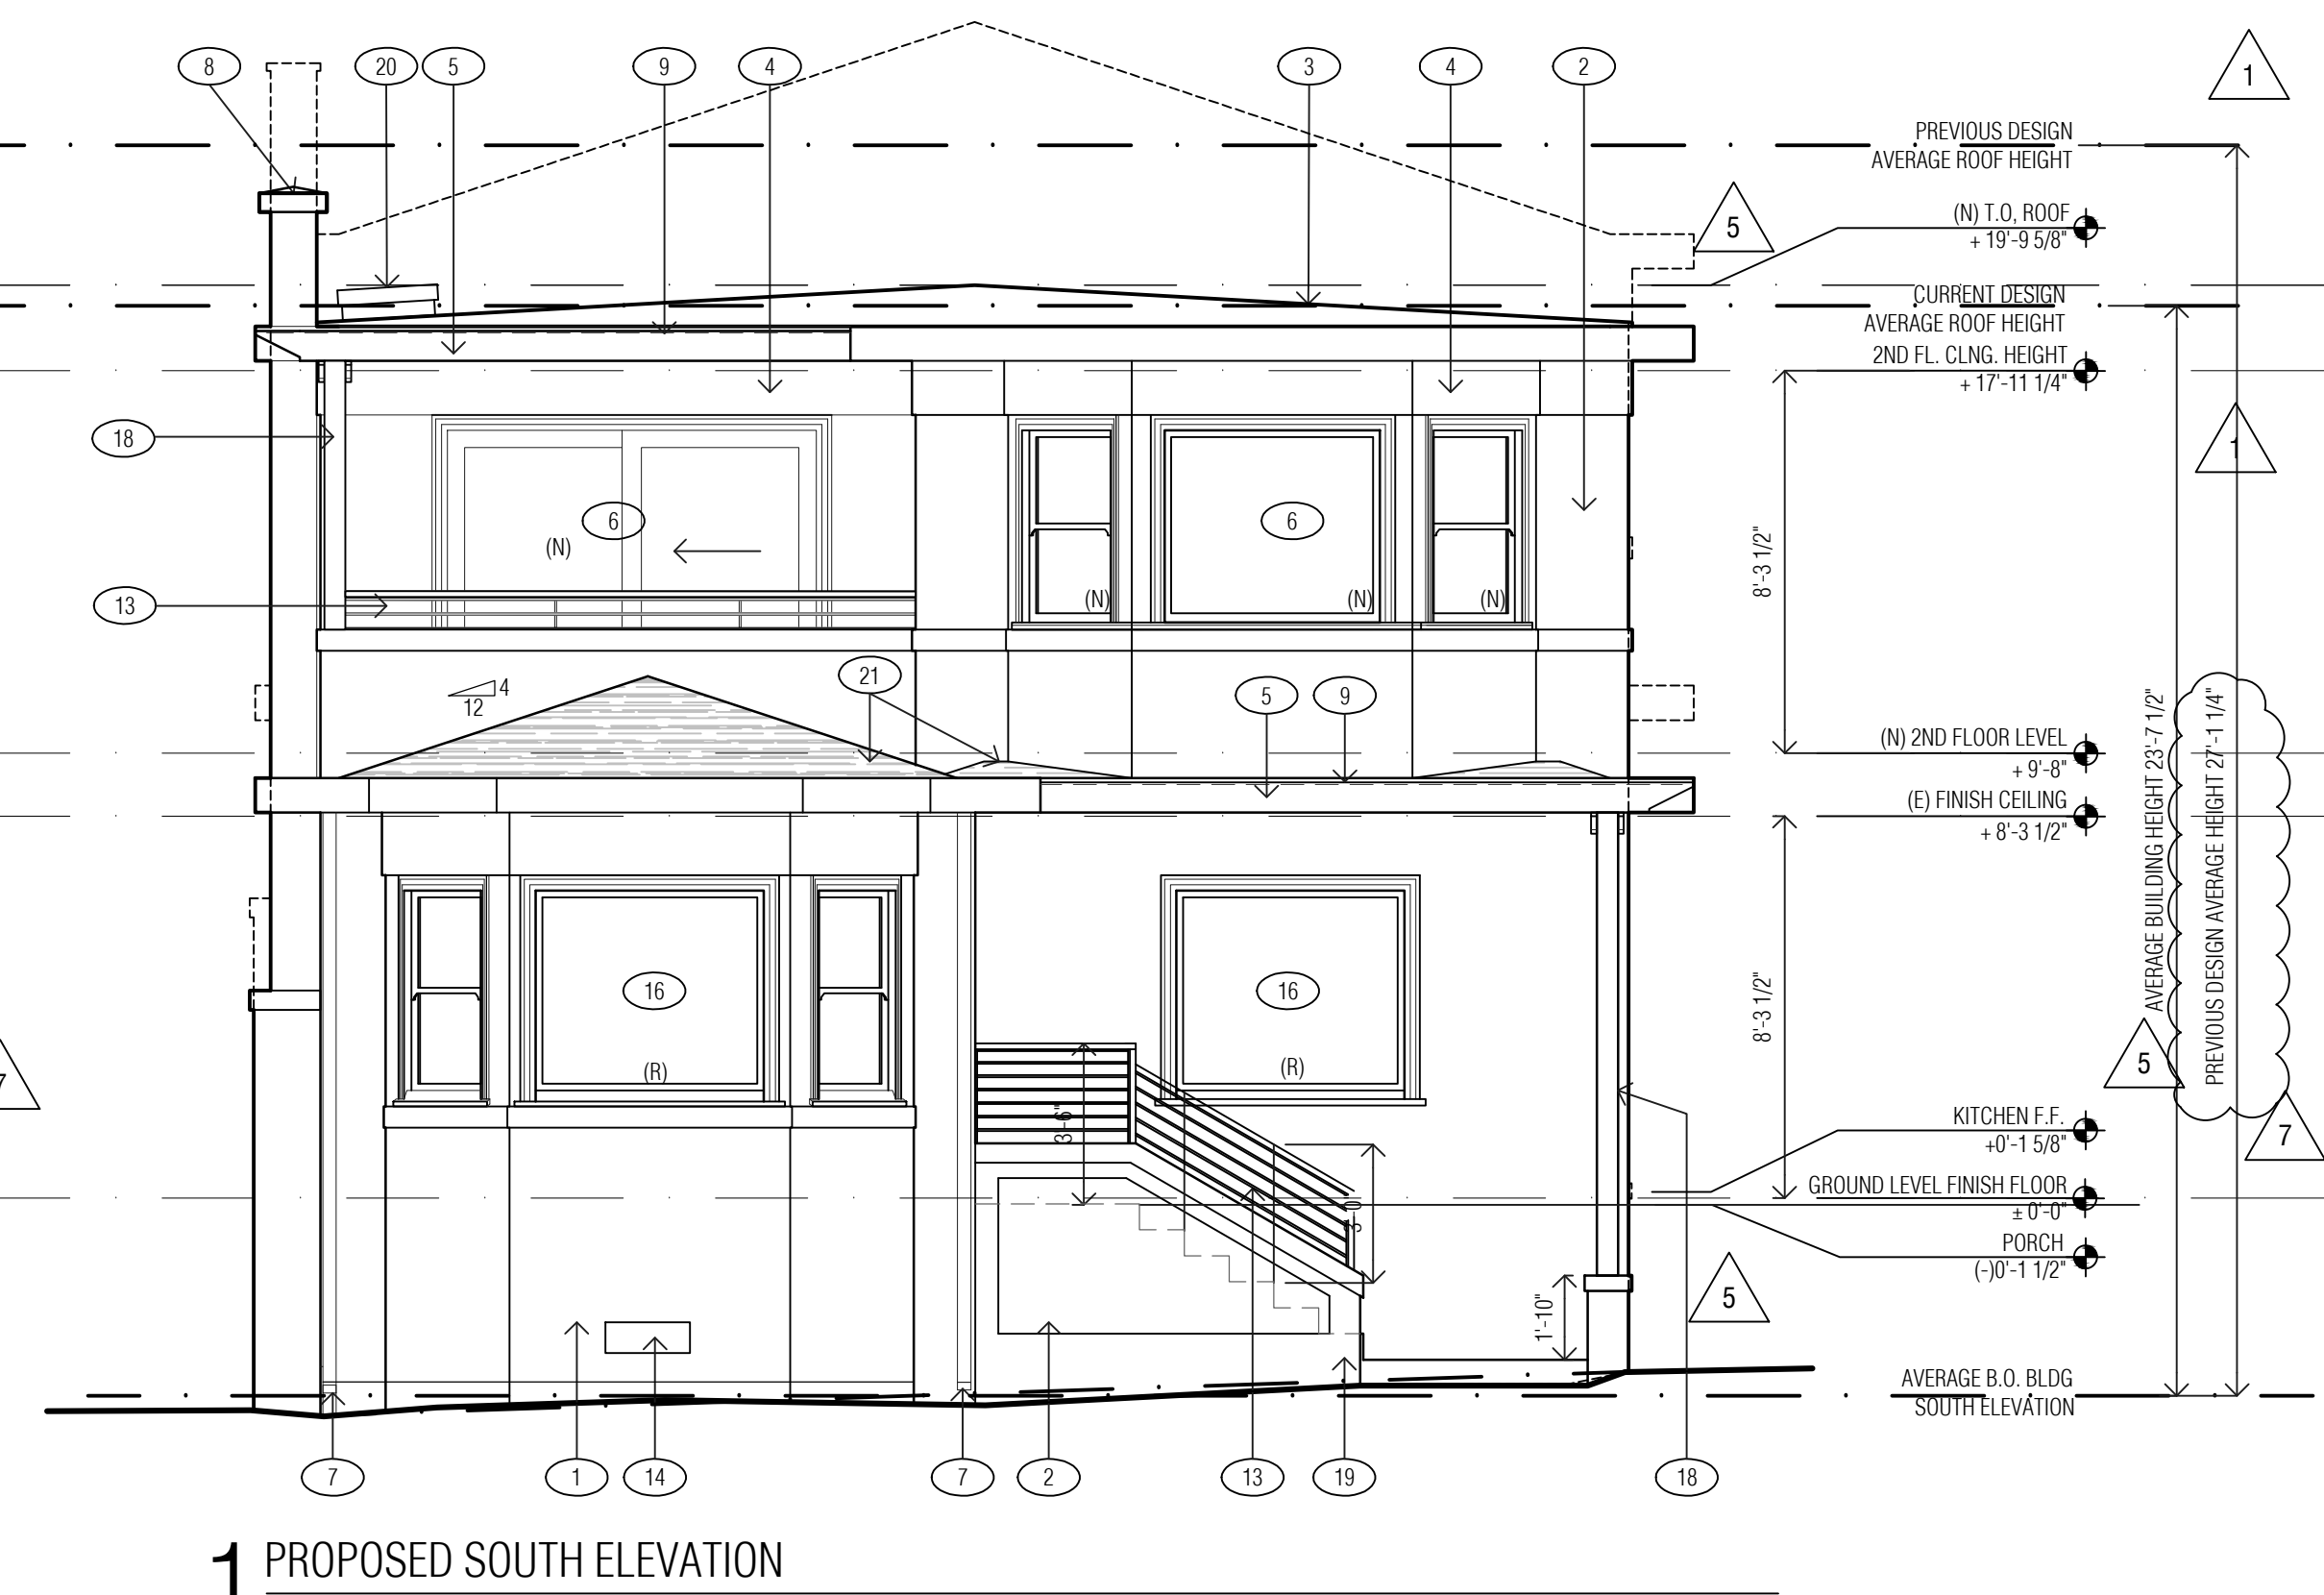 8
20
5
9
4
3
4
2
1
PREVIOUS DESIGN
AVERAGE ROOF HEIGHT
5
(N) T.O, ROOF
+ 19'-9 5/8"
CURRENT DESIGN
AVERAGE ROOF HEIGHT
2ND FL. CLNG. HEIGHT
+ 17'-11 1/4"
18
1
6
(N)
6
8'-3 1/2"
13
(N)
(N)
(N)
4
12
21
5
9
AVERAGE BUILDING HEIGHT 23'-7 1/2"
PREVIOUS DESIGN AVERAGE HEIGHT 27'-1 1/4"
(N) 2ND FLOOR LEVEL
+ 9'-8"
(E) FINISH CEILING
+ 8'-3 1/2"
16
(R)
16
(R)
8'-3 1/2"
7
5
3'-6"
KITCHEN F.F.
+0'-1 5/8"
7
GROUND LEVEL FINISH FLOOR
± 0'-0"
PORCH
(-)0'-1 1/2"
5
1'-10"
AVERAGE B.O. BLDG
SOUTH ELEVATION
7
1
14
7
2
13
19
18
1 PROPOSED SOUTH ELEVATION